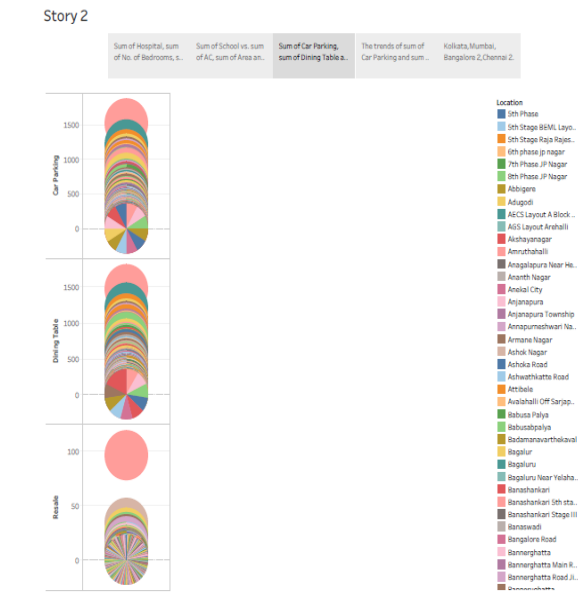 Story 2
Sum of Hospital, sum
of No. of Bedrooms, s..
Sum of School vs. sum
of AC, sum of Area an..
Sum of Car Parking,
sum of Dining Table a..
The trends of sum of
Car Parking and sum ..
Kolkata,Mumbai,
Bangalore 2,Chennai 2.
Car Parking
1500
1000
500
0
Dining Table
1500
1000
500
0
Resale
100
50
0
Location
5th Phase
5th Stage BEML Layo..
5th Stage Raja Rajes..
6th phase jp nagar
7th Phase JP Nagar
8th Phase JP Nagar
Abbigere
Adugodi
AECS Layout A Block ..
AGS Layout Arehalli
Akshayanagar
Amruthahalli
Anagalapura Near He..
Ananth Nagar
Anekal City
Anjanapura
Anjanapura Township
Annapurneshwari Na..
Armane Nagar
Ashok Nagar
Ashoka Road
Ashwathkatte Road
Attibele
Avalahalli Off Sarjap..
Babusa Palya
Babusabpalya
Badamanavarthekaval
Bagalur
Bagaluru
Bagaluru Near Yelaha..
Banashankari
Banashankari 5th sta..
Banashankari Stage III
Banaswadi
Bangalore Road
Bannerghatta
Bannerghatta Main R..
Bannerghatta Road Ji..